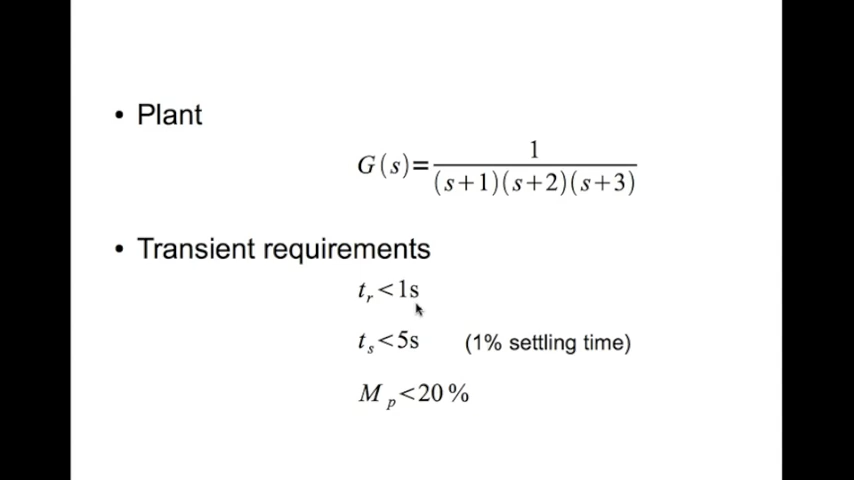 • Plant
G(s)=1/((s+1)(s+2)(s+3))
• Transient requirements
t_r<1s
t_s<5s (1% settling time)
M_p<20%